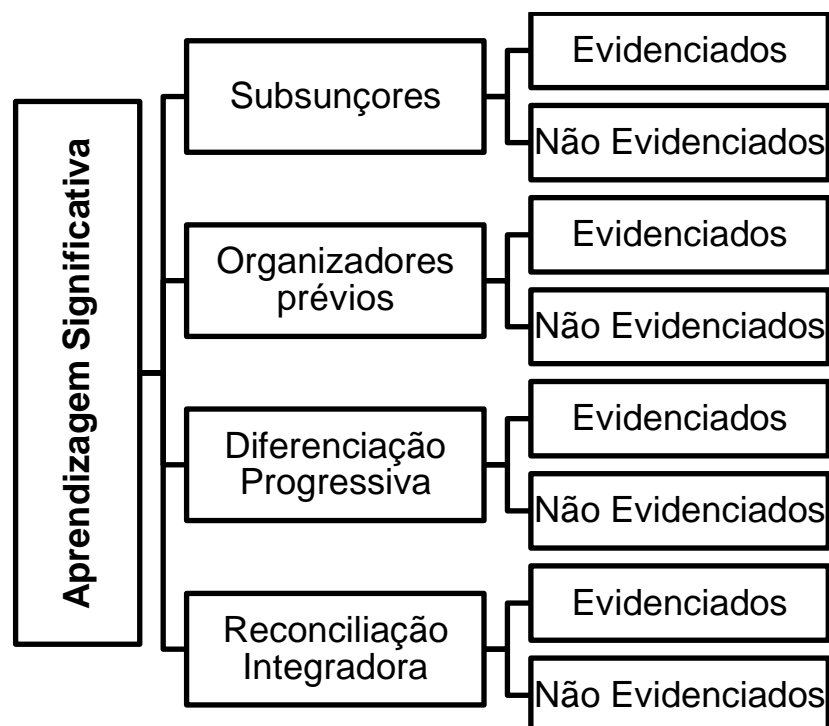 Aprendizagem Significativa
Subsunçores
Evidenciados
Não Evidenciados
Organizadores
prévios
Evidenciados
Não Evidenciados
Diferenciação
Progressiva
Evidenciados
Não Evidenciados
Reconciliação
Integradora
Evidenciados
Não Evidenciados